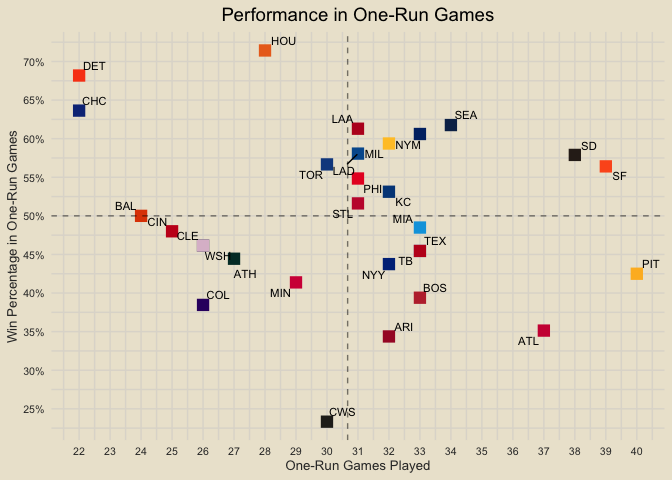 Performance in One-Run Games
HOU
70%
DET
65%
CHC
SEA
LAA
60%
NYM
MIL
SD
LAD
TOR
SF
55%
PHI
KC
BAL
STL
50%
MIA
CIN
CLE
TEX
WSH
45%
TB
PIT
ATH
NYY
40%
MIN
COL
BOS
ARI
35%
ATL
30%
25%
CWS
Win Percentage in One-Run Games
22 23 24 25 26 27 28 29 30 31 32 33 34 35 36 37 38 39 40
One-Run Games Played